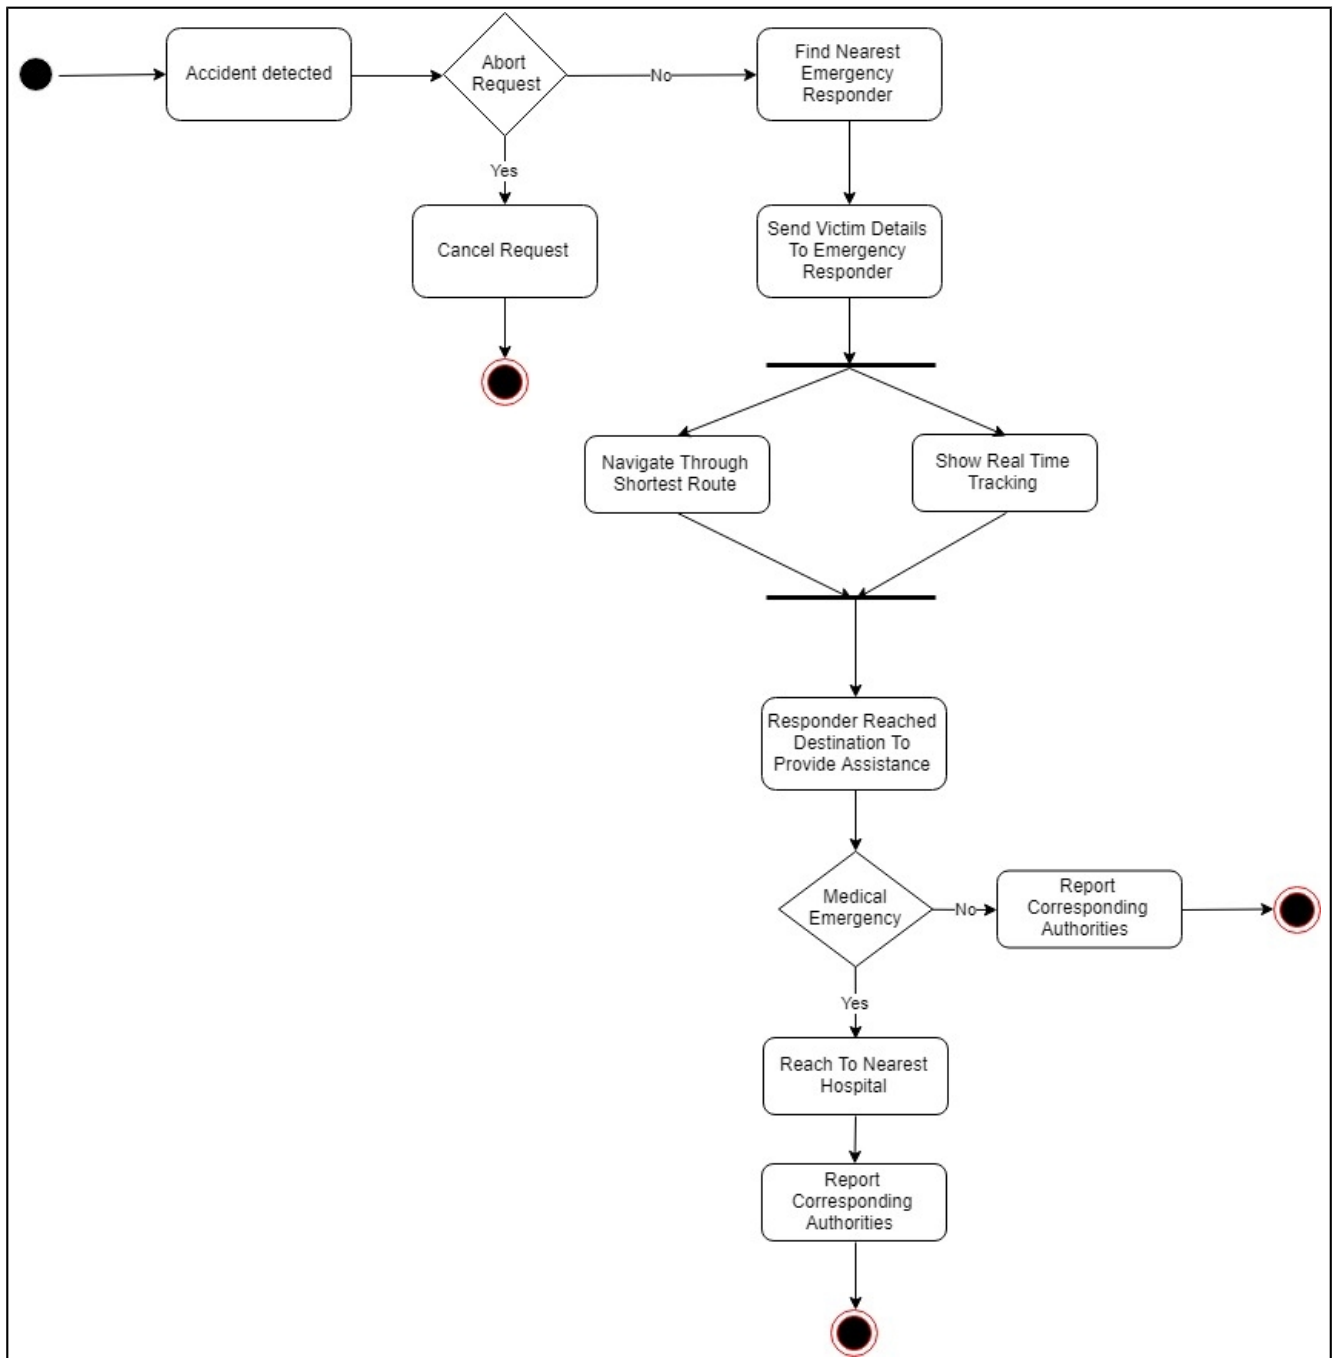 Accident detected
Abort
Request
No
Find Nearest
Emergency
Responder
Yes
Cancel Request
Send Victim Details
To Emergency
Responder
Navigate Through
Shortest Route
Show Real Time
Tracking
Responder Reached
Destination To
Provide Assistance
Medical
Emergency
No
Report
Corresponding
Authorities
Yes
Reach To Nearest
Hospital
Report
Corresponding
Authorities